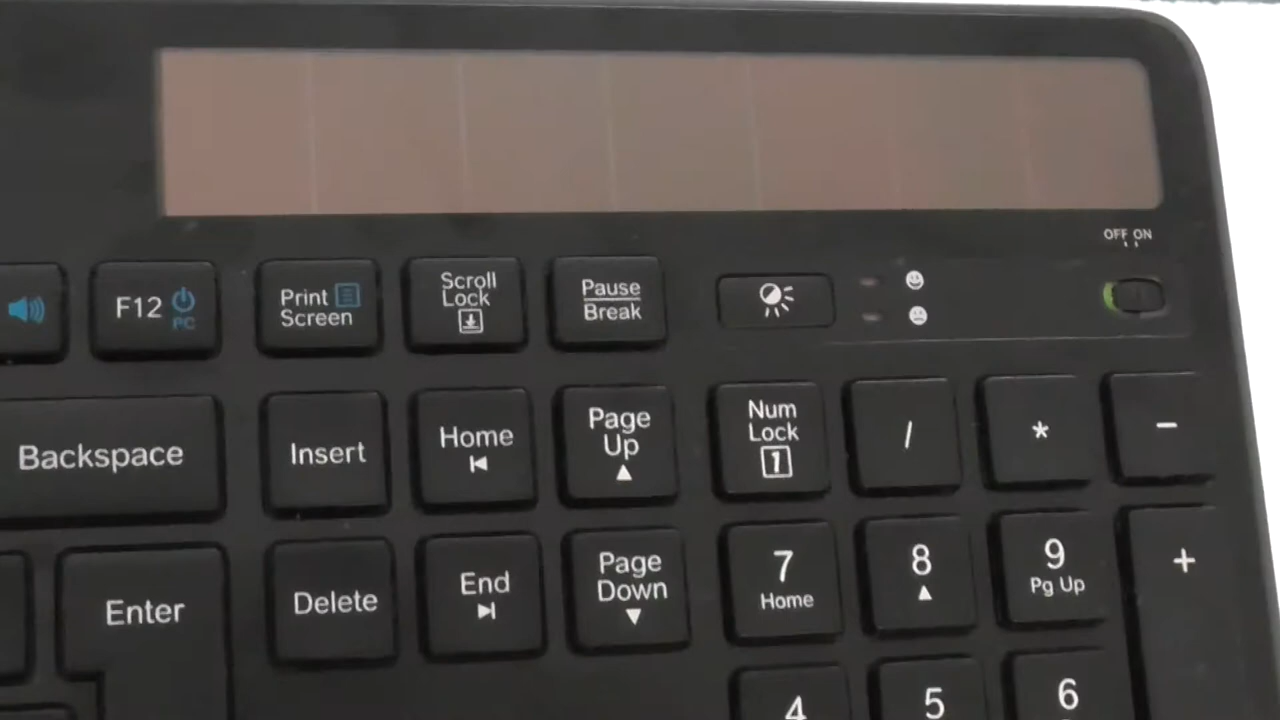 OFF ON
F12
PC
Print
Screen
Scroll
Lock
Pause
Break
Backspace
Insert
Home
Page
Up
Num
Lock
1
/
*
-
Enter
Delete
End
Page
Down
7
Home
8
9
Pg Up
+
4
5
6